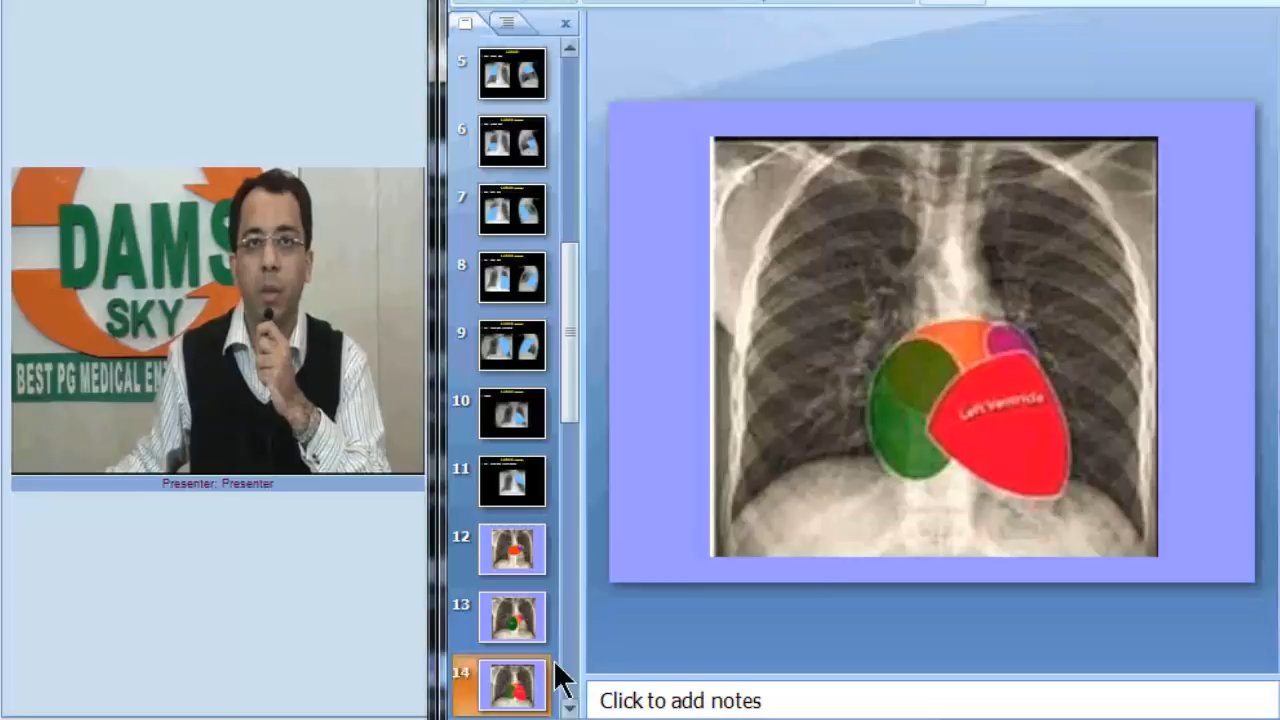 DAMS
SKY
BEST PG MEDICAL EN
Presenter: Presenter
5
6
7
8
9
10
11
12
13
14
Left Ventricle
Click to add notes